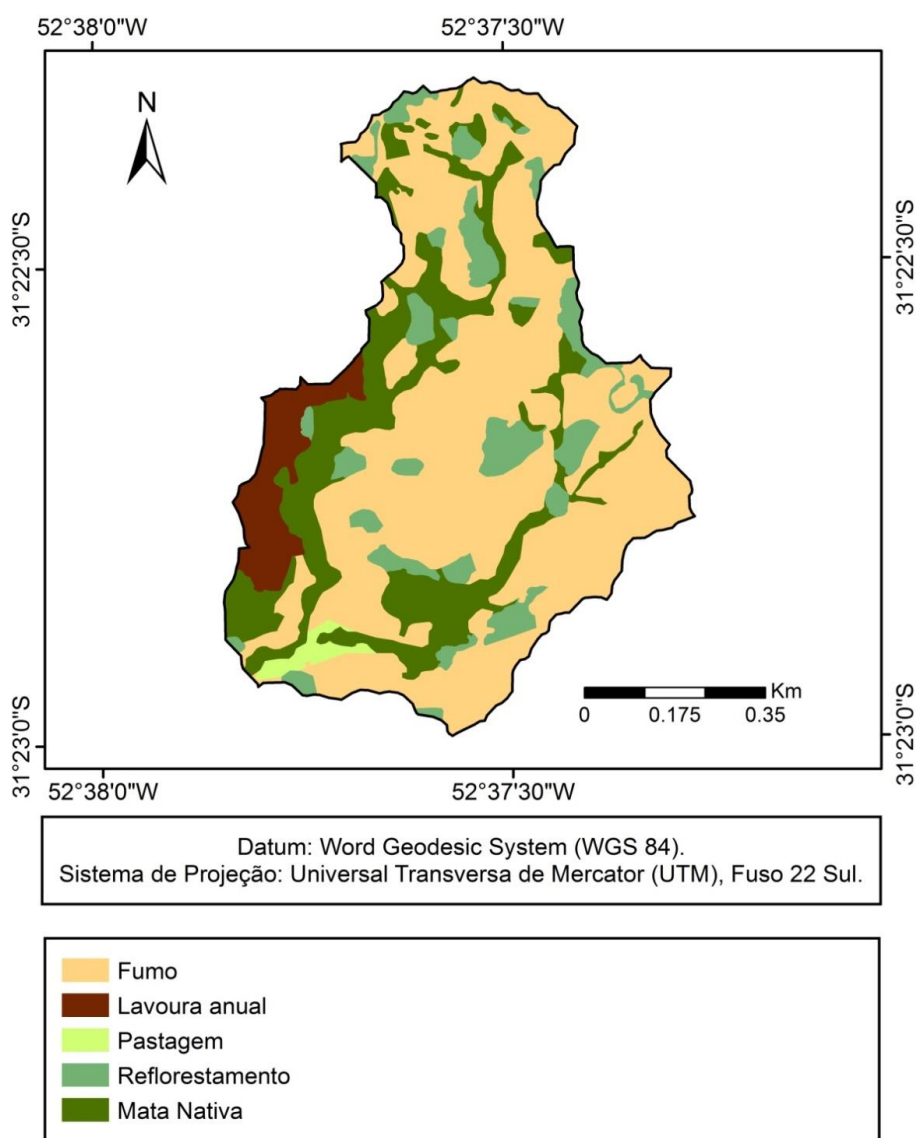 52°38'0"W 52°37'30"W
N
31°22'30"S 31°22'30"S
Km
0 0.175 0.35
31°23'0"S 31°23'0"S
52°38'0"W 52°37'30"W
Datum: Word Geodesic System (WGS 84).
Sistema de Projeção: Universal Transversa de Mercator (UTM), Fuso 22 Sul.
Fumo
Lavoura anual
Pastagem
Reflorestamento
Mata Nativa